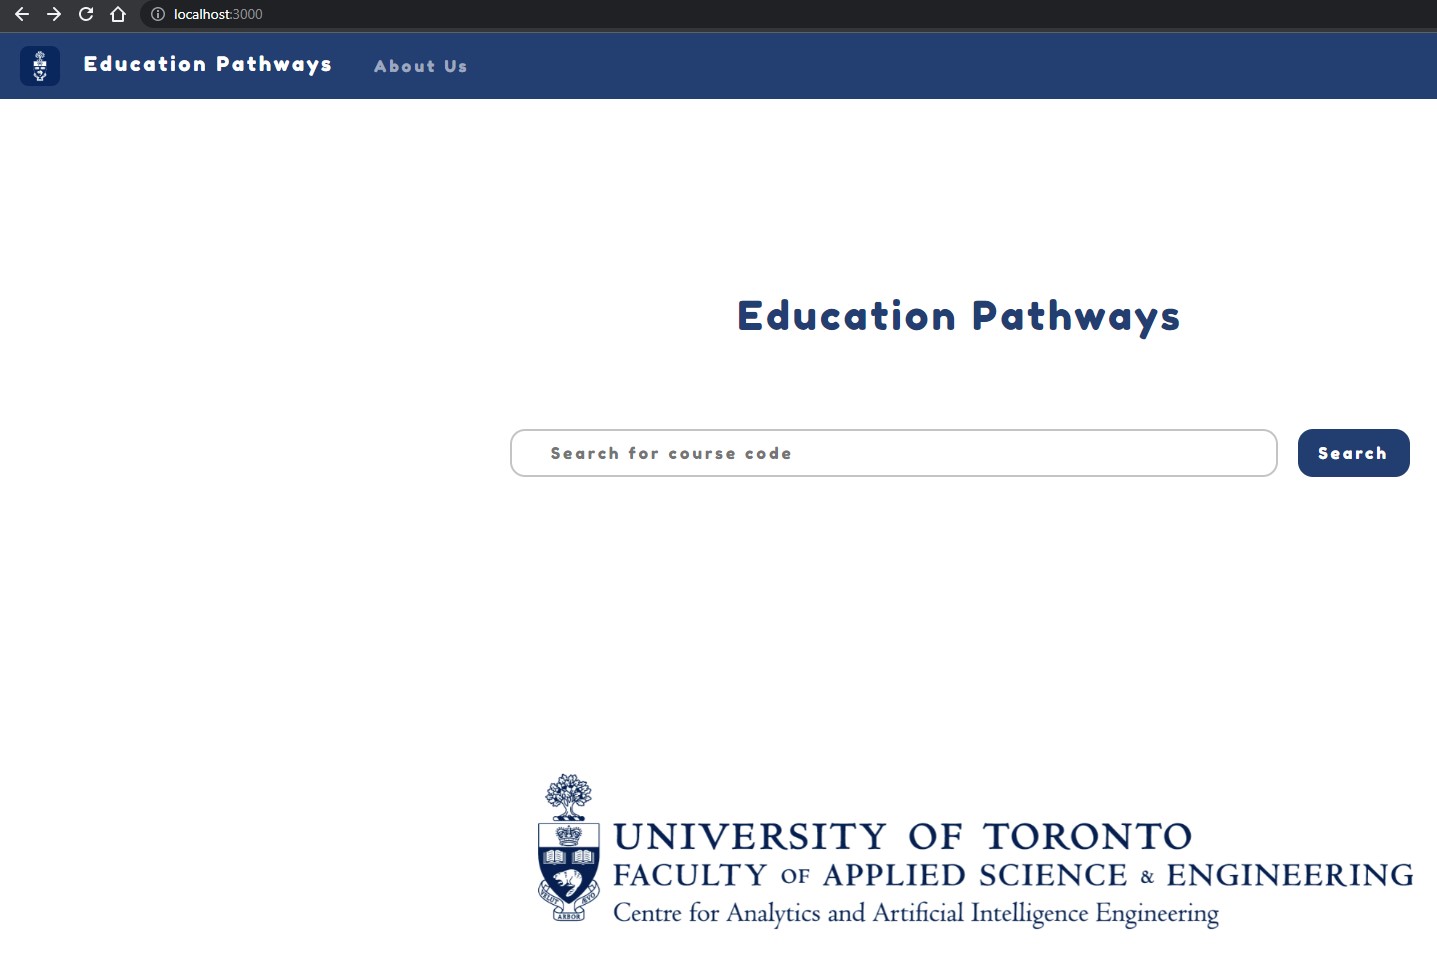 localhost:3000
Education Pathways About Us
Education Pathways
Search for course code Search
UNIVERSITY OF TORONTO
FACULTY OF APPLIED SCIENCE & ENGINEERING
Centre for Analytics and Artificial Intelligence Engineering
VELUT ARBOR ÆVO